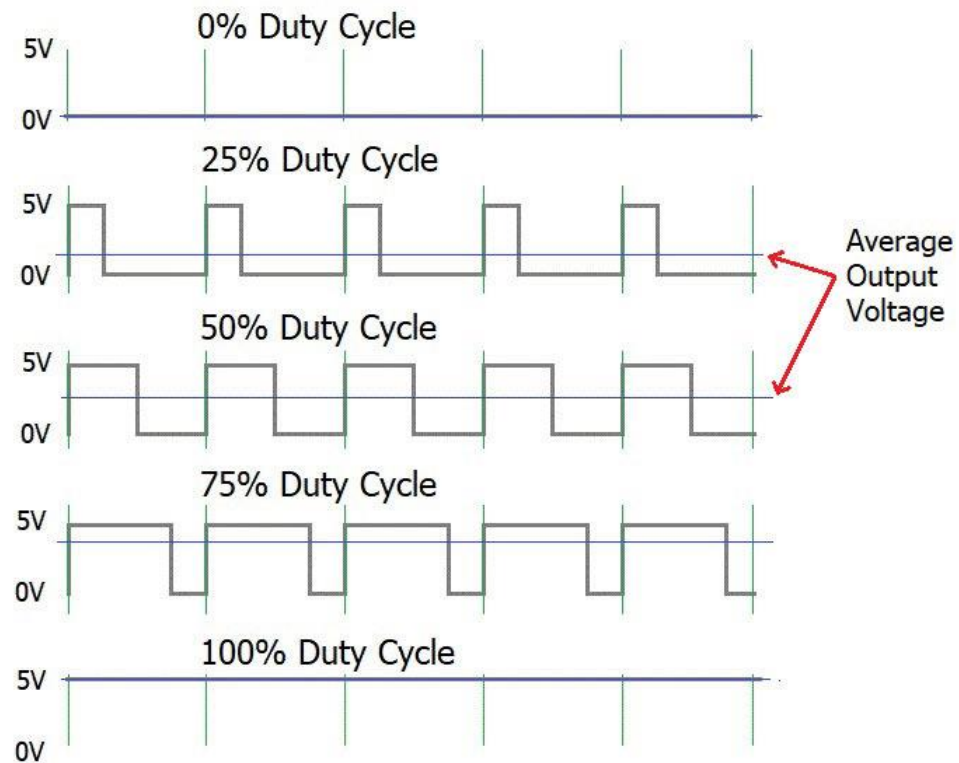 0% Duty Cycle
5V
0V
25% Duty Cycle
5V
0V
Average
Output
Voltage
50% Duty Cycle
5V
0V
75% Duty Cycle
5V
0V
100% Duty Cycle
5V
0V